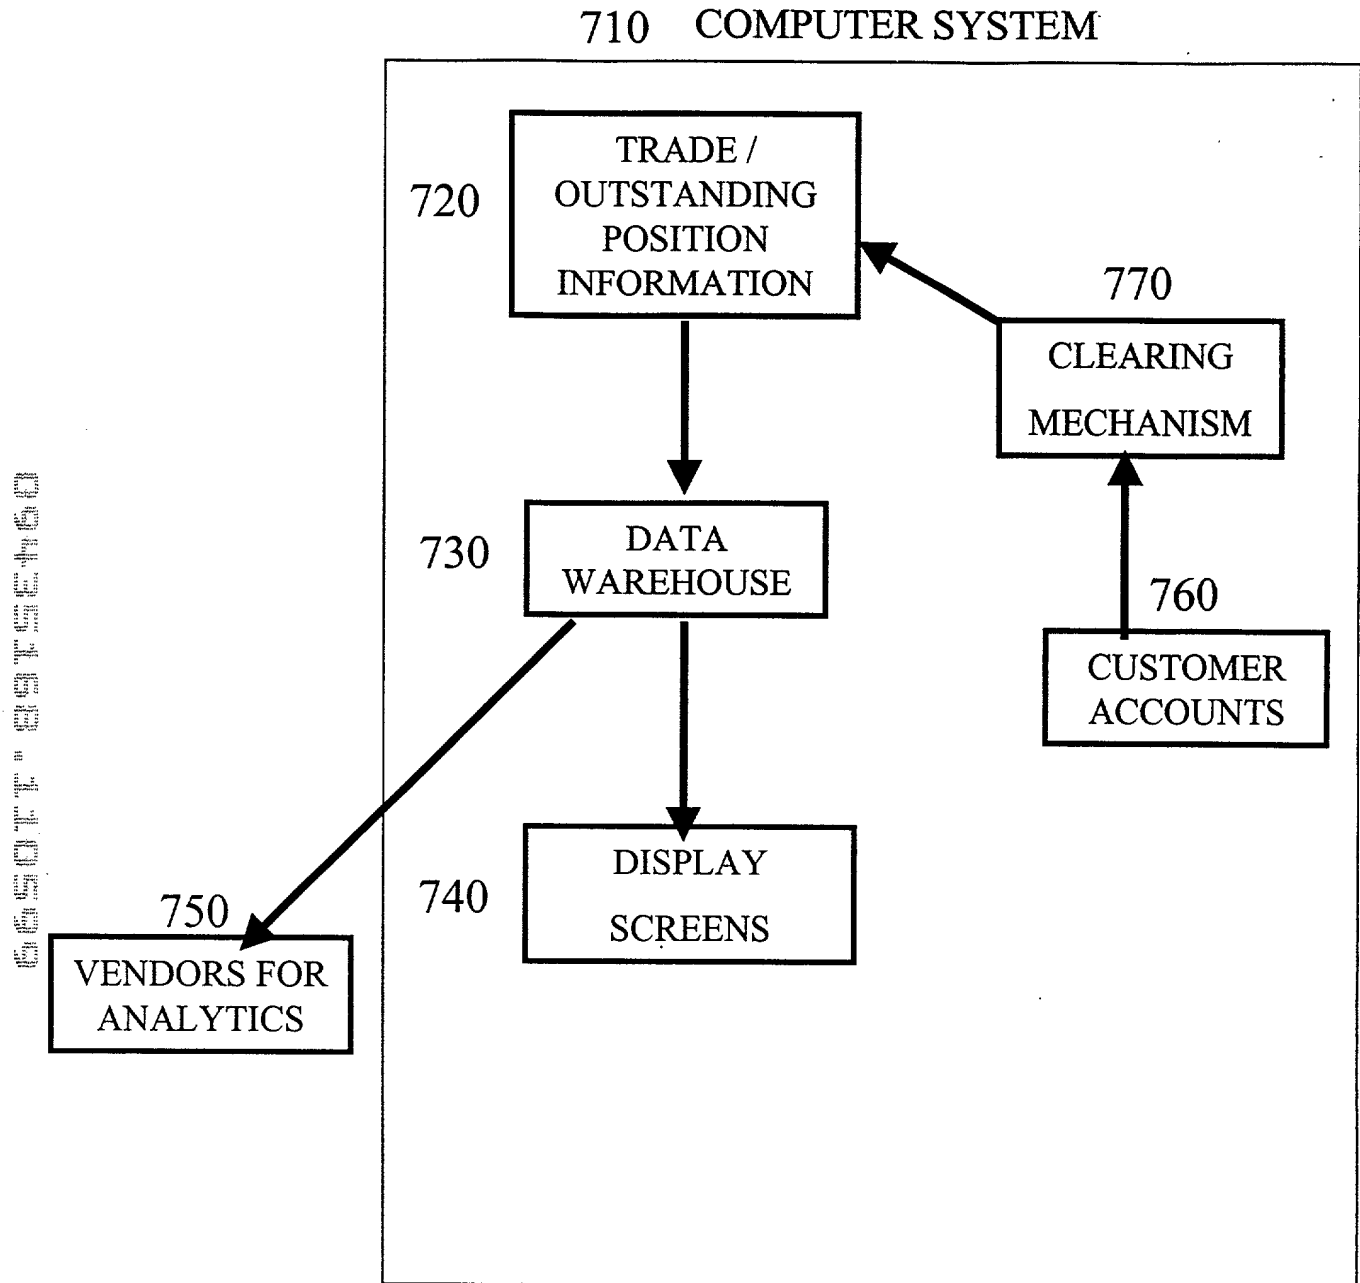 710 COMPUTER SYSTEM
TRADE /
OUTSTANDING
POSITION
INFORMATION
720
770
CLEARING
MECHANISM
730
DATA
WAREHOUSE
760
CUSTOMER
ACCOUNTS
740
DISPLAY
SCREENS
750
VENDORS FOR
ANALYTICS